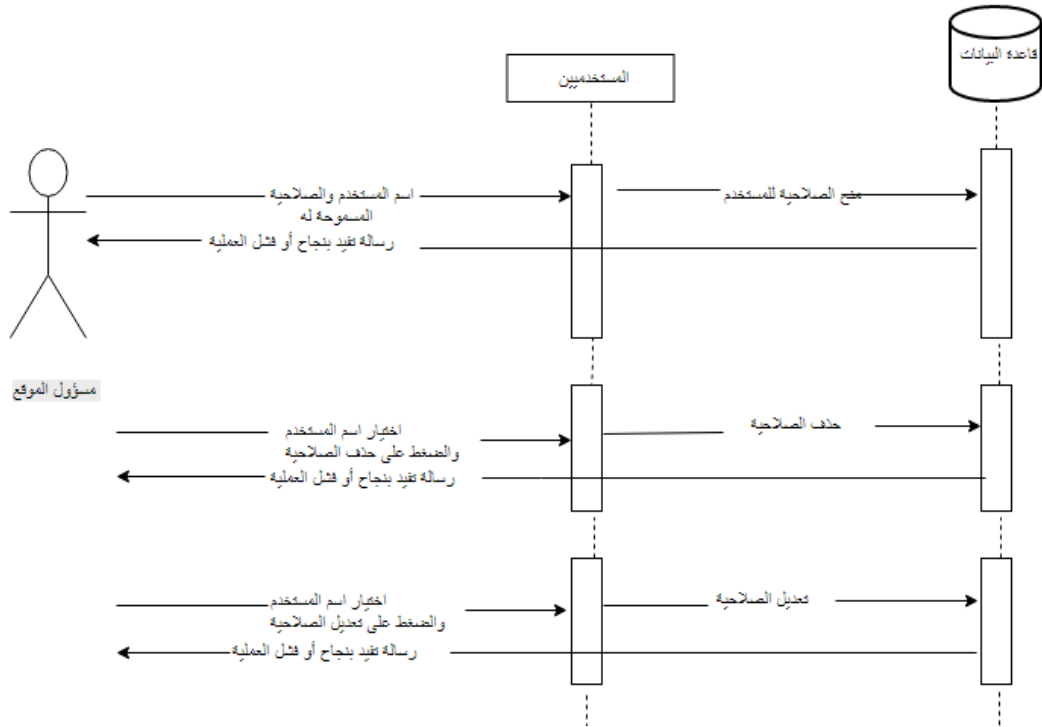 قاعدة البيانات
المستخدميين
اسم المستخدم والصلاحية
المسموحة له
منح الصلاحية للمستخدم
رسالة تفيد بنجاح أو فشل العملية
مسؤول الموقع
اختيار اسم المستخدم
والضغط على حذف الصلاحية
حذف الصلاحية
رسالة تفيد بنجاح أو فشل العملية
اختيار اسم المستخدم
والضغط على تعديل الصلاحية
تعديل الصلاحية
رسالة تفيد بنجاح أو فشل العملية